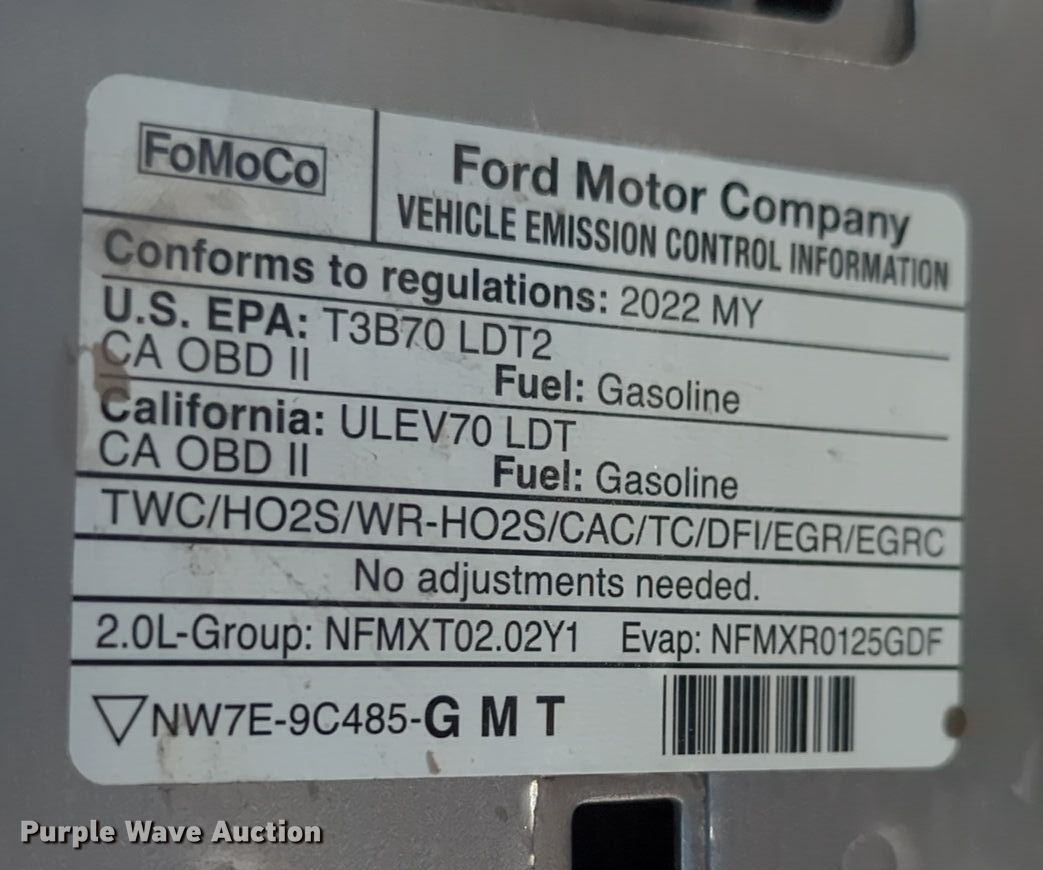 FoMoCo
Ford Motor Company
VEHICLE EMISSION CONTROL INFORMATION
Conforms to regulations: 2022 MY
U.S. EPA: T3B70 LDT2
CA OBD II Fuel: Gasoline
California: ULEV70 LDT
CA OBD II Fuel: Gasoline
TWC/HO2S/WR-HO2S/CAC/TC/DFI/EGR/EGRC
No adjustments needed.
2.0L-Group: NFMXT02.02Y1 Evap: NFMXR0125GDF
NW7E-9C485-G M T
Purple Wave Auction